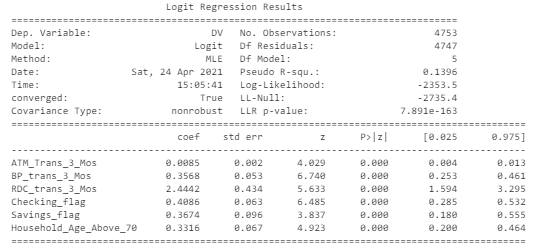 Logit Regression Results
Dep. Variable: DV No. Observations: 4753
Model: Logit Df Residuals: 4747
Method: MLE Df Model: 5
Date: Sat, 24 Apr 2021 Pseudo R-squ.: 0.1396
Time: 15:05:41 Log-Likelihood: -2353.5
converged: True LL-Null: -2735.4
Covariance Type: nonrobust LLR p-value: 7.891e-163
coef std err z P>|z| [0.025 0.975]
ATM_Trans_3_Mos 0.0085 0.002 4.029 0.000 0.004 0.013
BP_trans_3_Mos 0.3568 0.053 6.740 0.000 0.253 0.461
RDC_trans_3_Mos 2.4442 0.434 5.633 0.000 1.594 3.295
Checking_flag 0.4086 0.063 6.485 0.000 0.285 0.532
Savings_flag 0.3674 0.096 3.837 0.000 0.180 0.555
Household_Age_Above_70 0.3316 0.067 4.923 0.000 0.200 0.464